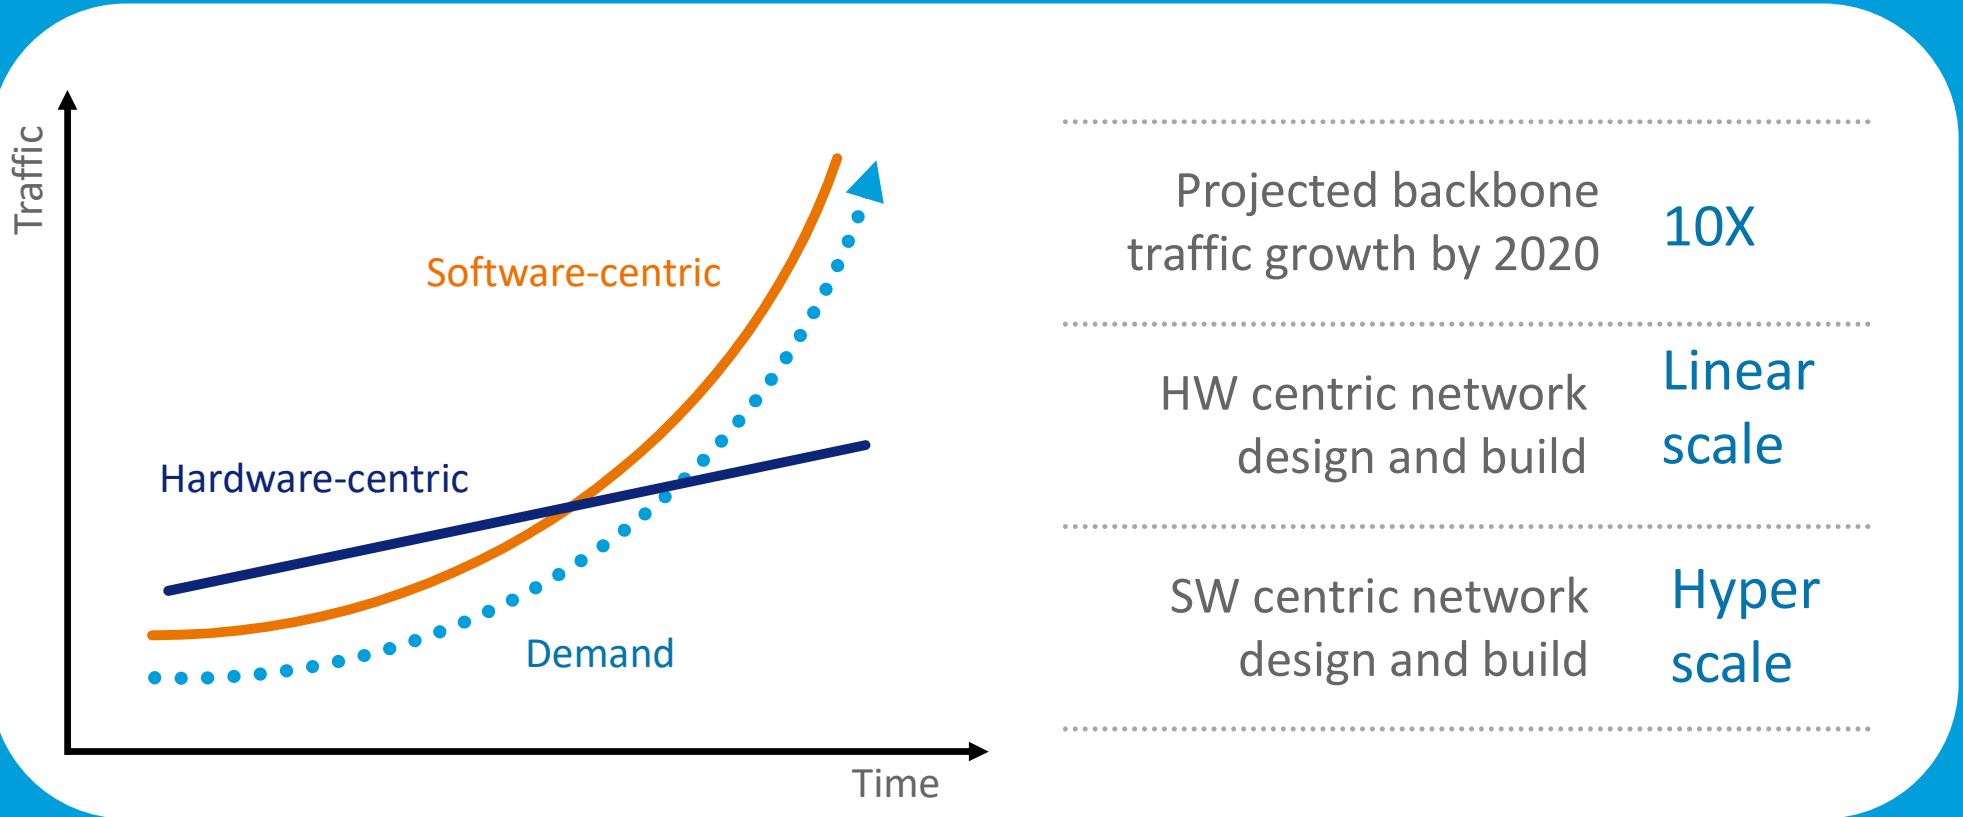 Traffic
Software-centric
Hardware-centric
Demand
Time
Projected backbone
traffic growth by 2020
10X
HW centric network
design and build
Linear
scale
SW centric network
design and build
Hyper
scale